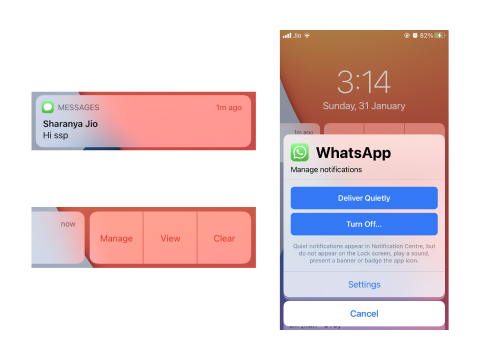 MESSAGES 1m ago
Sharanya Jio
Hi ssp
now
Manage View Clear
Jio 82%
3:14
Sunday, 31 January
1m ago
WhatsApp
Manage notifications
Deliver Quietly
Turn Off...
Quiet notifications appear in Notification Centre, but
do not appear on the Lock screen, play a sound,
present a banner or badge the app icon.
Settings
Cancel